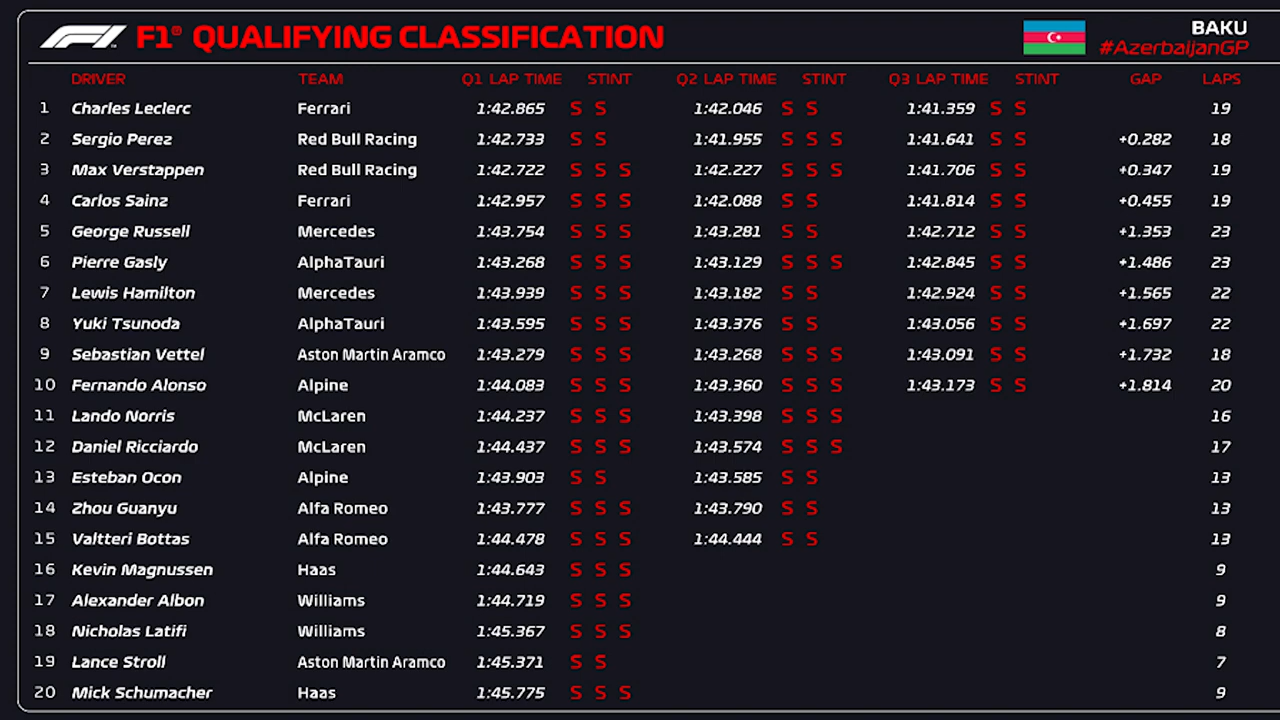 F1 F1® QUALIFYING CLASSIFICATION BAKU
#AzerbaijanGP
DRIVER TEAM Q1 LAP TIME STINT Q2 LAP TIME STINT Q3 LAP TIME STINT GAP LAPS
1 Charles Leclerc Ferrari 1:42.865 S S 1:42.046 S S 1:41.359 S S 19
2 Sergio Perez Red Bull Racing 1:42.733 S S 1:41.955 S S S 1:41.641 S S +0.282 18
3 Max Verstappen Red Bull Racing 1:42.722 S S S 1:42.227 S S S 1:41.706 S S +0.347 19
4 Carlos Sainz Ferrari 1:42.957 S S S 1:42.088 S S 1:41.814 S S +0.455 19
5 George Russell Mercedes 1:43.754 S S S 1:43.281 S S 1:42.712 S S +1.353 23
6 Pierre Gasly AlphaTauri 1:43.268 S S S 1:43.129 S S S 1:42.845 S S +1.486 23
7 Lewis Hamilton Mercedes 1:43.939 S S S 1:43.182 S S 1:42.924 S S +1.565 22
8 Yuki Tsunoda AlphaTauri 1:43.595 S S S 1:43.376 S S 1:43.056 S S +1.697 22
9 Sebastian Vettel Aston Martin Aramco 1:43.279 S S S 1:43.268 S S S 1:43.091 S S +1.732 18
10 Fernando Alonso Alpine 1:44.083 S S S 1:43.360 S S S 1:43.173 S S +1.814 20
11 Lando Norris McLaren 1:44.237 S S S 1:43.398 S S S 16
12 Daniel Ricciardo McLaren 1:44.437 S S S 1:43.574 S S S 17
13 Esteban Ocon Alpine 1:43.903 S S 1:43.585 S S 13
14 Zhou Guanyu Alfa Romeo 1:43.777 S S S 1:43.790 S S 13
15 Valtteri Bottas Alfa Romeo 1:44.478 S S S 1:44.444 S S 13
16 Kevin Magnussen Haas 1:44.643 S S S 9
17 Alexander Albon Williams 1:44.719 S S S 9
18 Nicholas Latifi Williams 1:45.367 S S S 8
19 Lance Stroll Aston Martin Aramco 1:45.371 S S 7
20 Mick Schumacher Haas 1:45.775 S S S 9